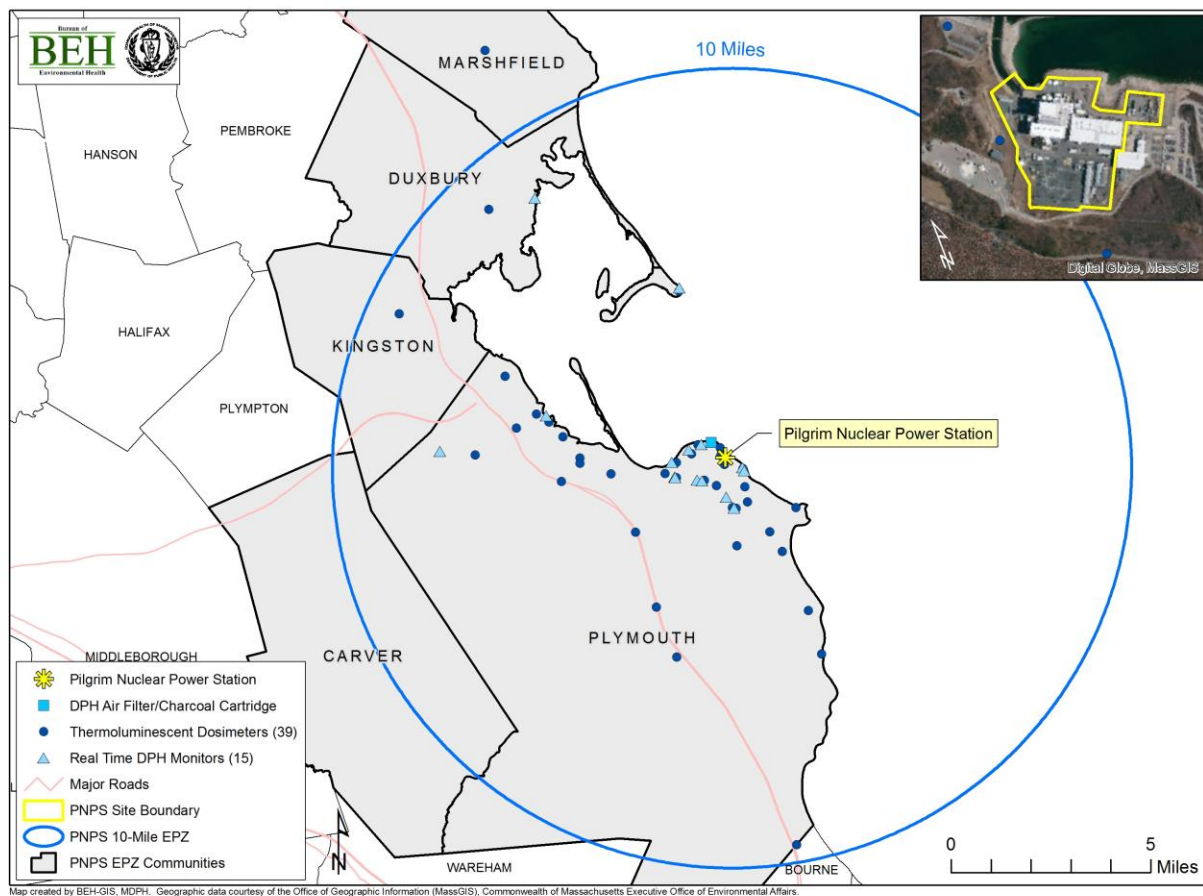 Bureau of
BEH
Environmental Health
10 Miles
MARSHFIELD
PEMBROKE
HANSON
DUXBURY
Digital Globe, MassGIS
N
HALIFAX
KINGSTON
PLYMPTON
Pilgrim Nuclear Power Station
PLYMOUTH
CARVER
MIDDLEBOROUGH
Pilgrim Nuclear Power Station
DPH Air Filter/Charcoal Cartridge
Thermoluminescent Dosimeters (39)
Real Time DPH Monitors (15)
Major Roads
PNPS Site Boundary
PNPS 10-Mile EPZ
PNPS EPZ Communities
N
WAREHAM
BOURNE
0 5
Miles
Map created by BEH-GIS, MDPH. Geographic data courtesy of the Office of Geographic Information (MassGIS), Commonwealth of Massachusetts Executive Office of Environmental Affairs.